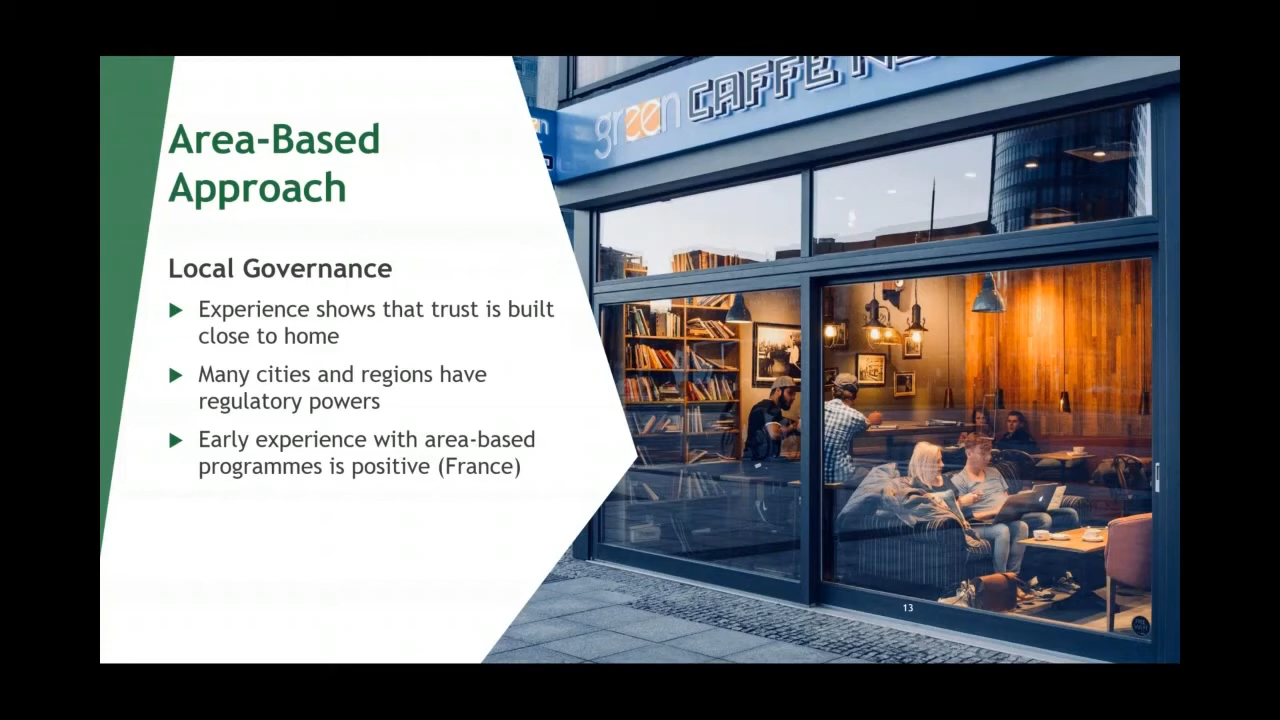 Area-Based
Approach
Local Governance
Experience shows that trust is built
close to home
Many cities and regions have
regulatory powers
Early experience with area-based
programmes is positive (France)
green CAFFE
13